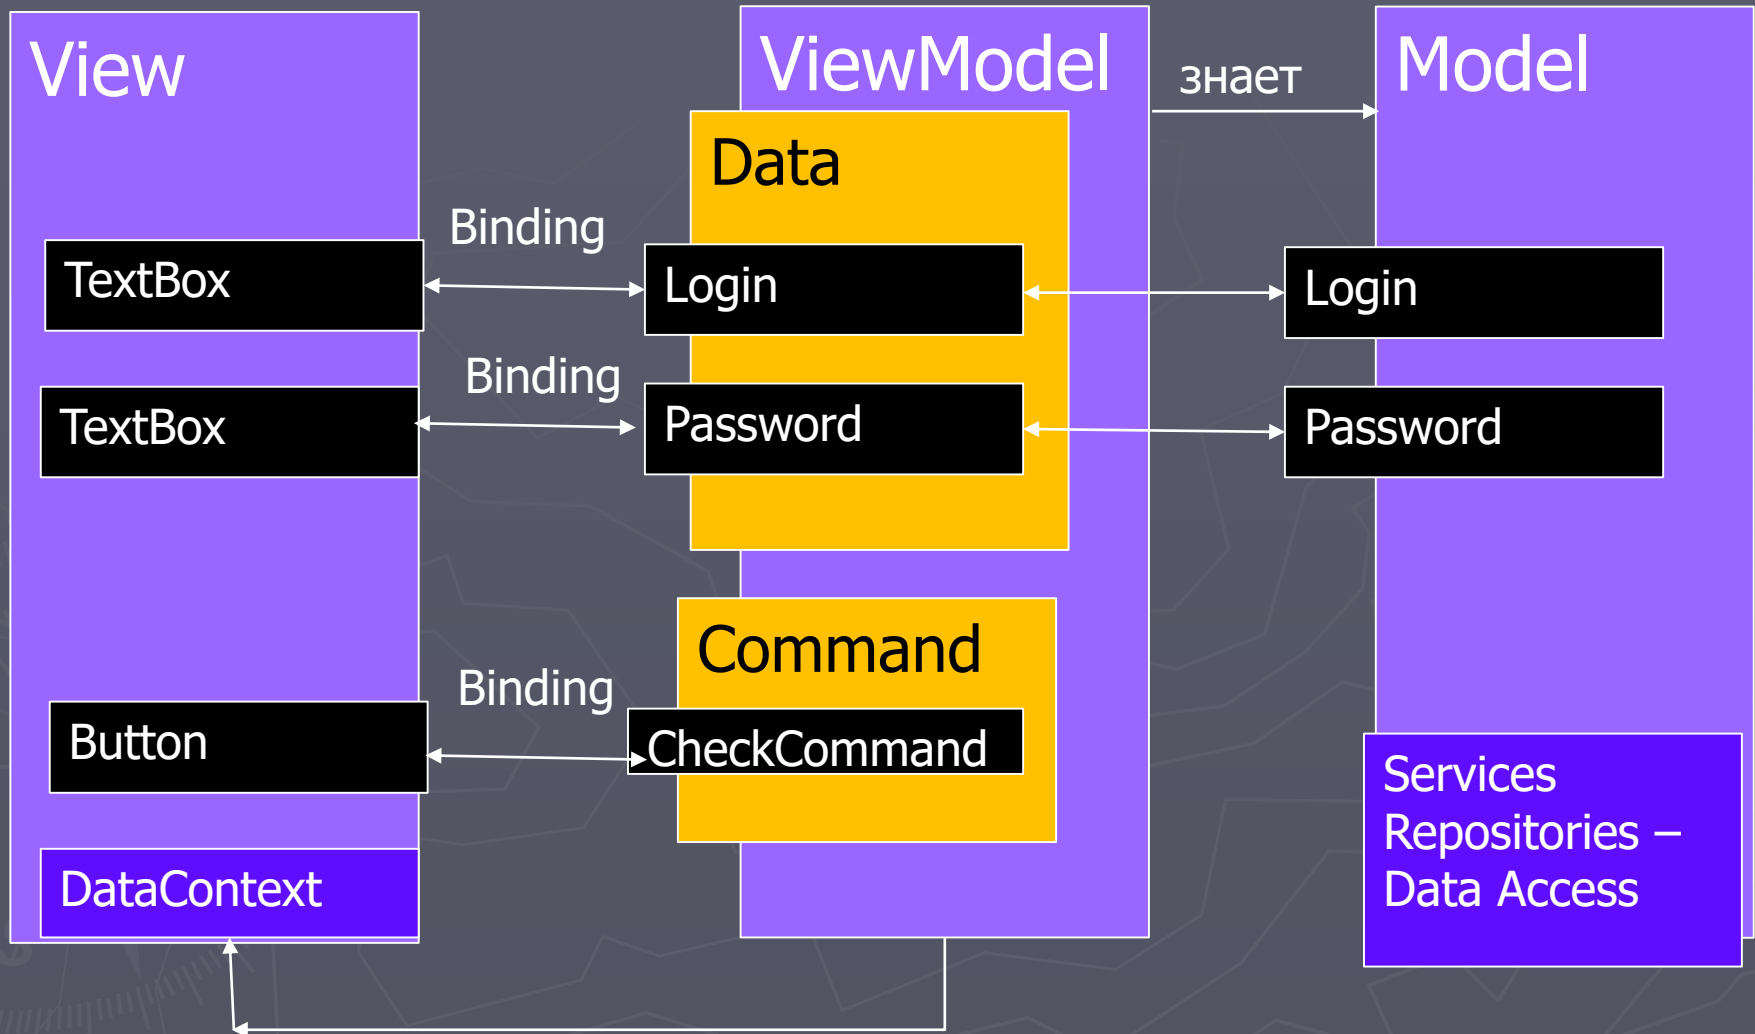 View
ViewModel
знает
Model
Data
Binding
TextBox
Login
Login
Binding
TextBox
Password
Password
Command
Binding
Button
CheckCommand
Services
Repositories –
Data Access
DataContext